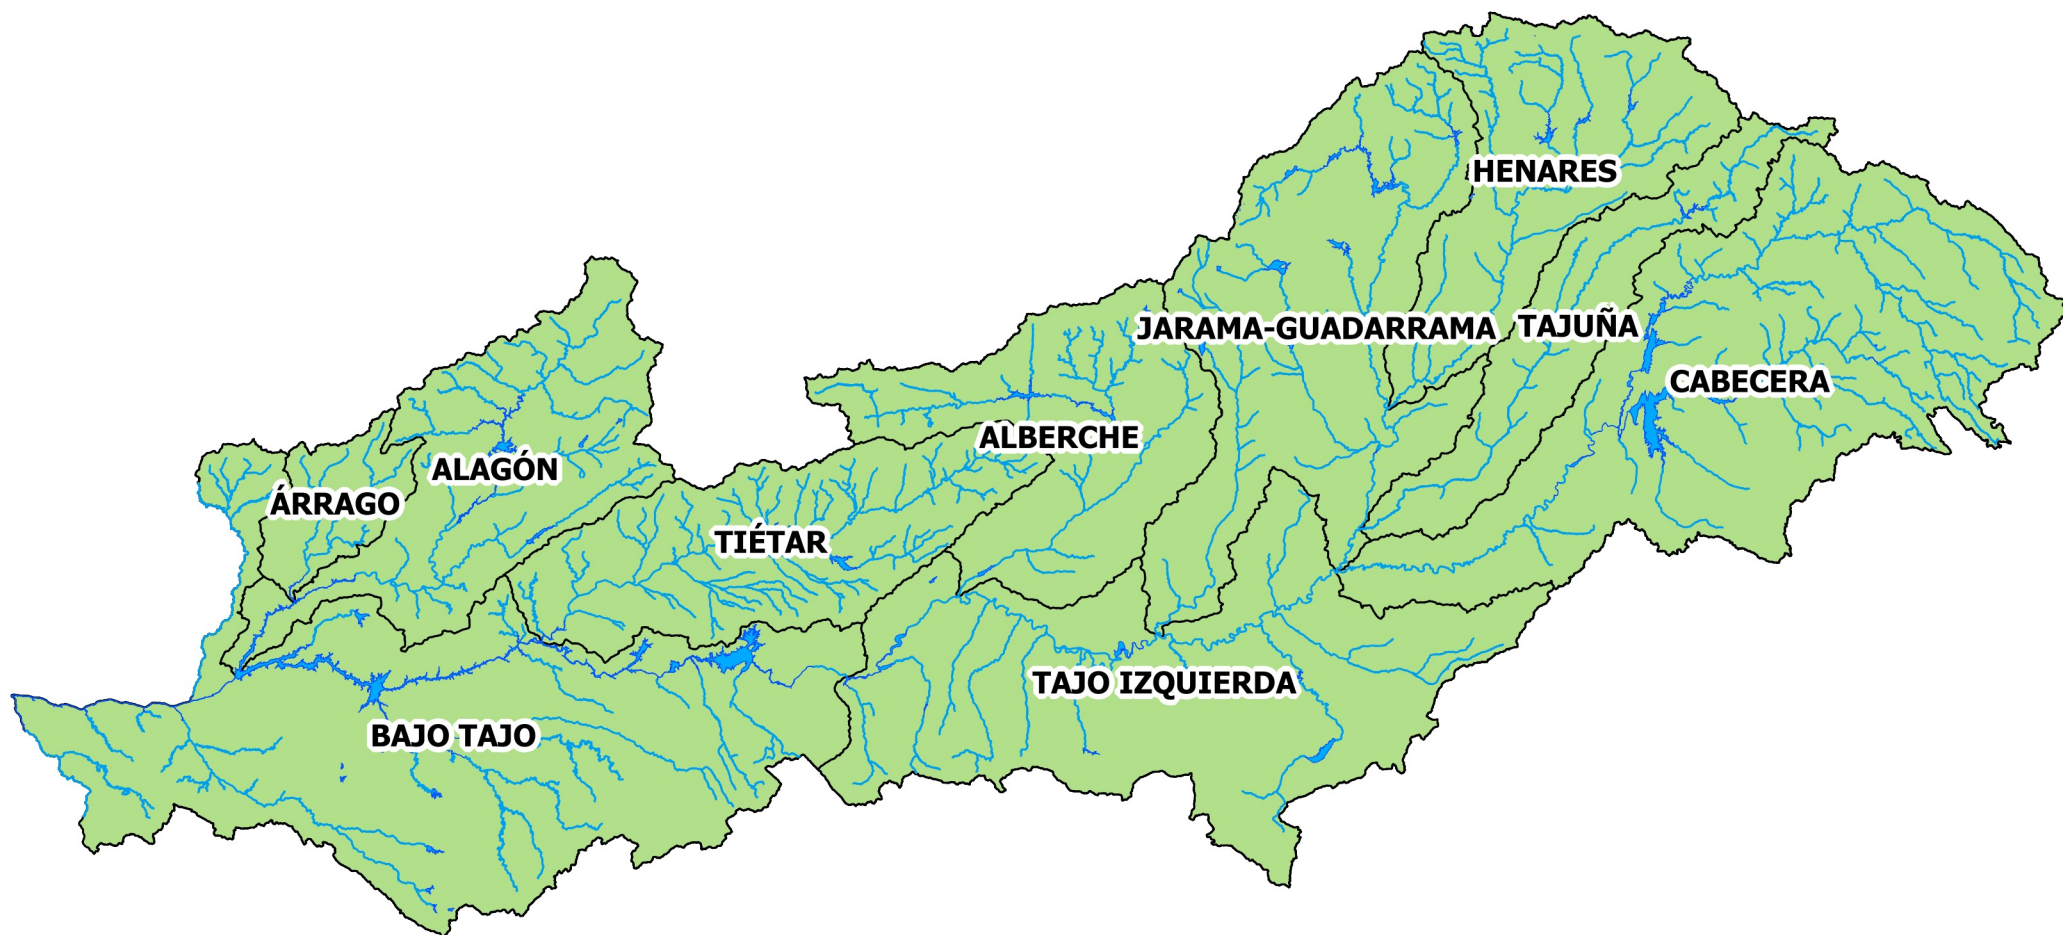 HENARES
JARAMA-GUADARRAMA
TAJUÑA
CABECERA
ALBERCHE
ALAGÓN
ÁRRAGO
TIÉTAR
TAJO IZQUIERDA
BAJO TAJO